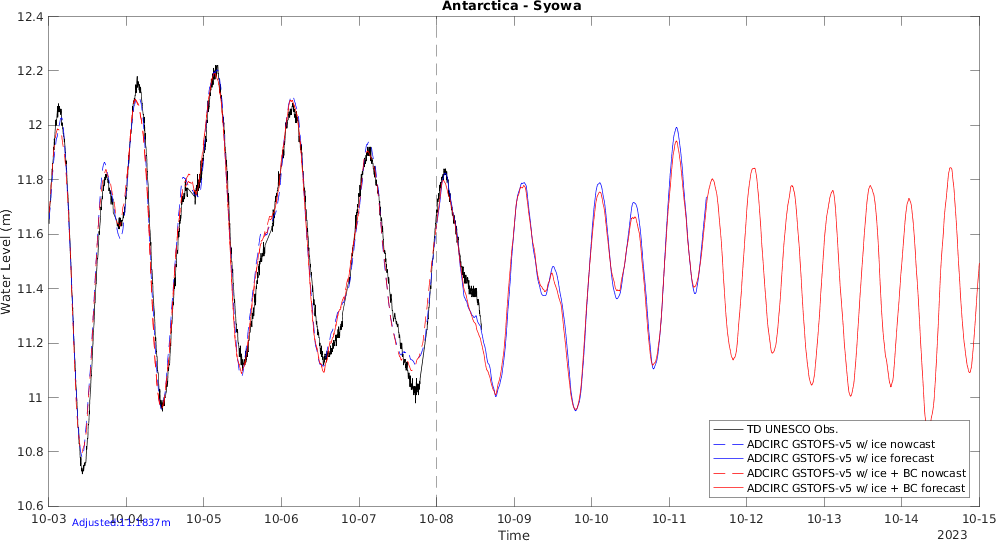 Antarctica - Syowa
12.4
12.2
12
11.8
11.6
11.4
11.2
11
10.8
10.6
Water Level (m)
TD UNESCO Obs.
ADCIRC GSTOFS-v5 w/ ice nowcast
ADCIRC GSTOFS-v5 w/ ice forecast
ADCIRC GSTOFS-v5 w/ ice + BC nowcast
ADCIRC GSTOFS-v5 w/ ice + BC forecast
10-03 10-04 10-05 10-06 10-07 10-08 10-09 10-10 10-11 10-12 10-13 10-14 10-15
Adjusted:11.1837m
Time
2023